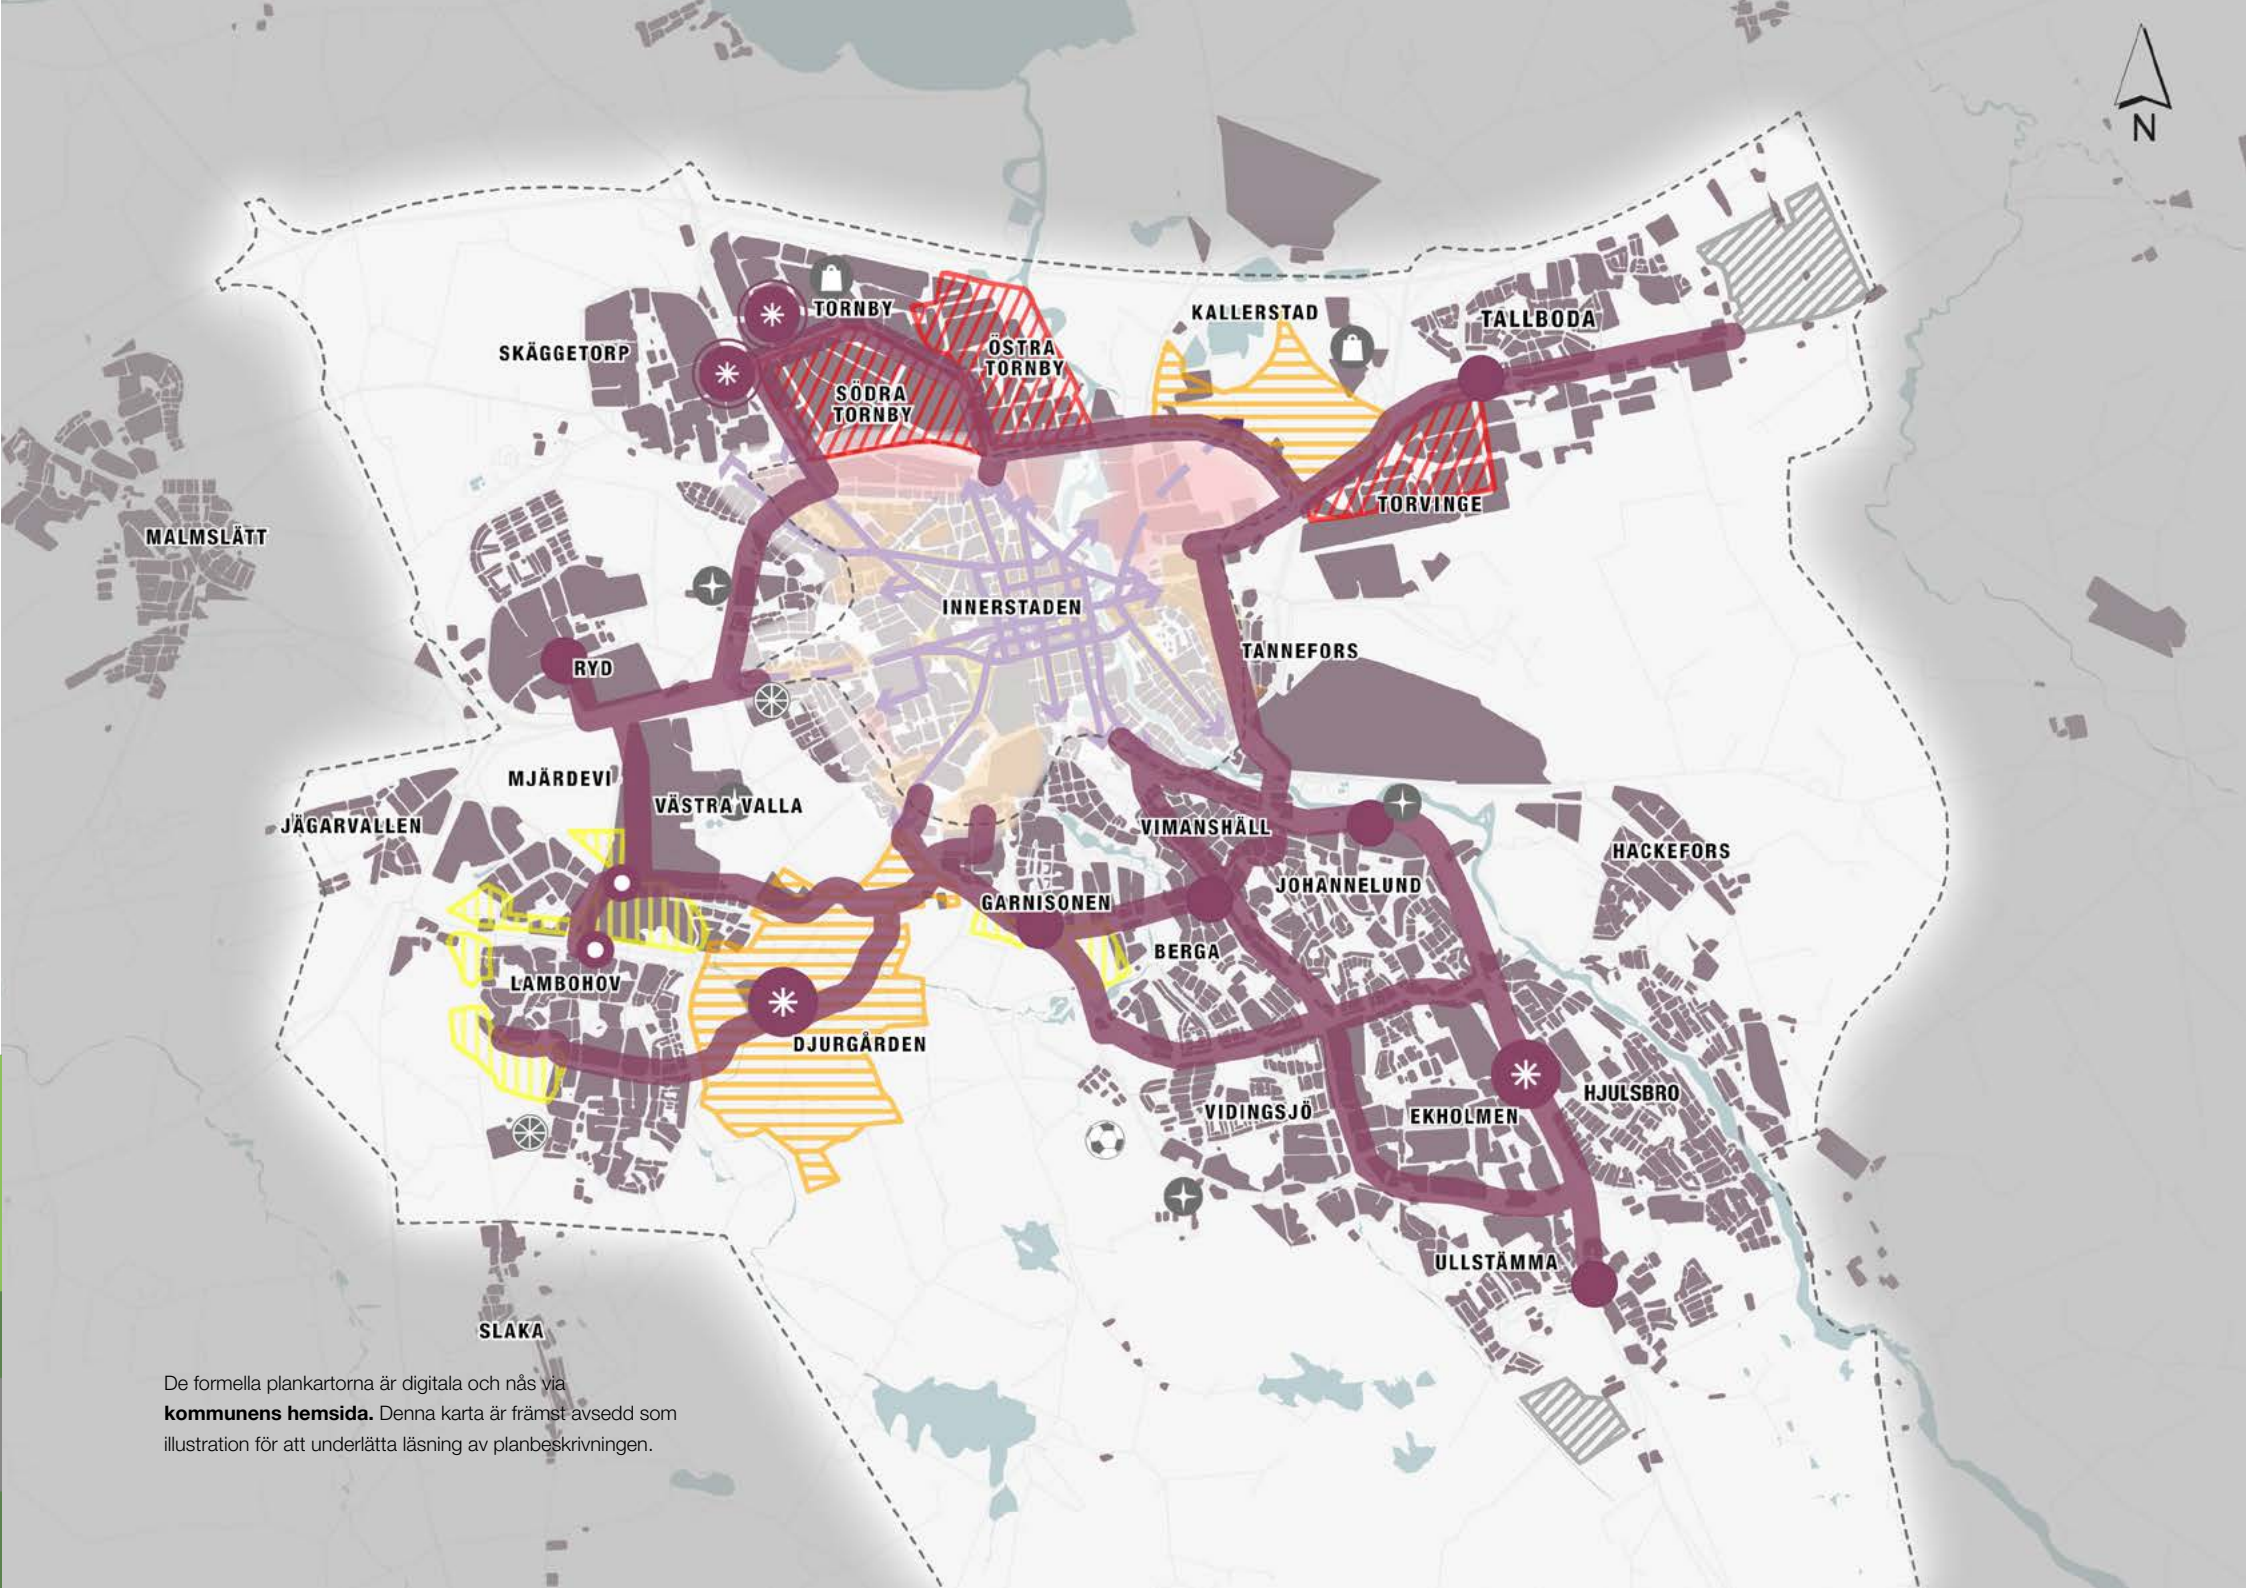 N
TORNBY
KALLERSTAD
TALLBODA
SKÄGGETORP
ÖSTRA
TORNBY
SÖDRA
TORNBY
TORVINGE
MALMSLÄTT
INNERSTADEN
TANNEFORS
RYD
MJÄRDEVI
VÄSTRA VALLA
JÄGARVALLEN
VIMANSHÄLL
HACKEFORS
JOHANNELUND
GARNISONEN
BERGA
LAMBOHOV
DJURGÅRDEN
HJULSBRO
VIDINGSJÖ
EKHOLMEN
ULLSTÄMMA
SLAKA
De formella plankartorna är digitala och nås via
kommunens hemsida. Denna karta är främst avsedd som
illustration för att underlätta läsning av planbeskrivningen.